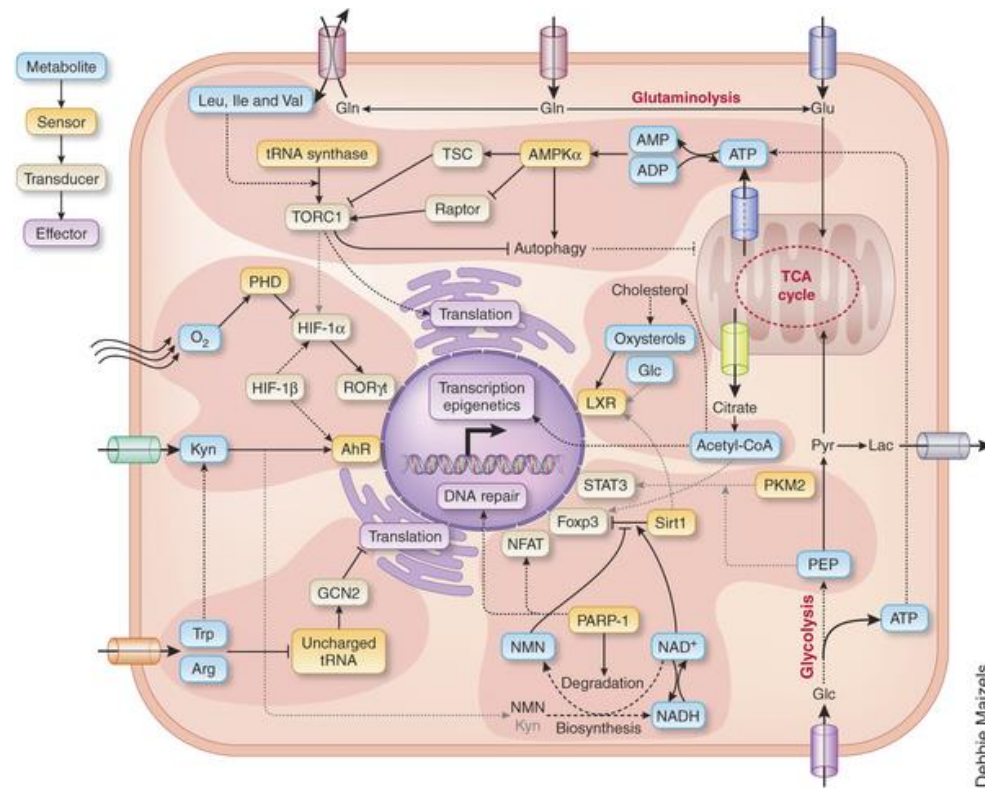 Metabolite
Sensor
Transducer
Effector
Leu, Ile and Val
Gln
Gln
Glutaminolysis
Glu
tRNA synthase
TSC
AMPKα
AMP
ADP
ATP
TORC1
Raptor
Autophagy
TCA
cycle
PHD
O2
HIF-1α
HIF-1β
RORγt
Translation
Cholesterol
Oxysterols
Glc
LXR
Citrate
Acetyl-CoA
Transcription
epigenetics
Kyn
AhR
DNA repair
Pyr
Lac
STAT3
PKM2
Foxp3
Sirt1
NFAT
Translation
GCN2
PEP
Trp
Arg
Uncharged
tRNA
NMN
PARP-1
NAD+
Degradation
NMN
Kyn
Biosynthesis
NADH
Glycolysis
ATP
Glc
Debbie Maizels